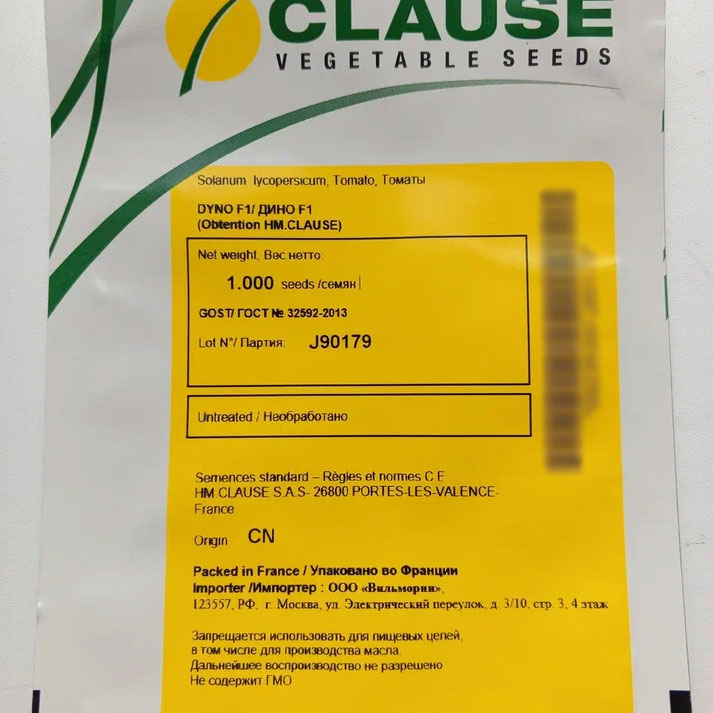 CLAUSE
VEGETABLE SEEDS
Solanum lycopersicum, Tomato, Томаты
DYNO F1/ ДИНО F1
(Obtention HM.CLAUSE)
Net weight, Вес нетто:
1.000 seeds /семян
GOST/ ГОСТ № 32592-2013
Lot N°/ Партия: J90179
Untreated / Необработано
Semences standard – Règles et normes C E
HM CLAUSE S.A.S- 26800 PORTES-LES-VALENCE-
France
Origin CN
Packed in France / Упаковано во Франции
Importer /Импортер : ООО «Вильморин»,
123557, РФ, г. Москва, ул. Электрический переулок, д. 3/10, стр. 3, 4 этаж
Запрещается использовать для пищевых целей,
в том числе для производства масла.
Дальнейшее воспроизводство не разрешено
Не содержит ГМО